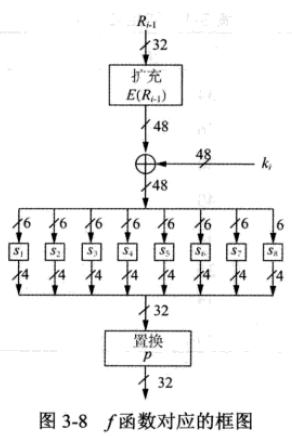 R_{i-1}
32
扩充
E(R_{i-1})
48
48
k_i
48
6 6 6 6 6 6 6 6
s_1 s_2 s_3 s_4 s_5 s_6 s_7 s_8
4 4 4 4 4 4 4 4
32
置换
p
32
图 3-8 f函数对应的框图